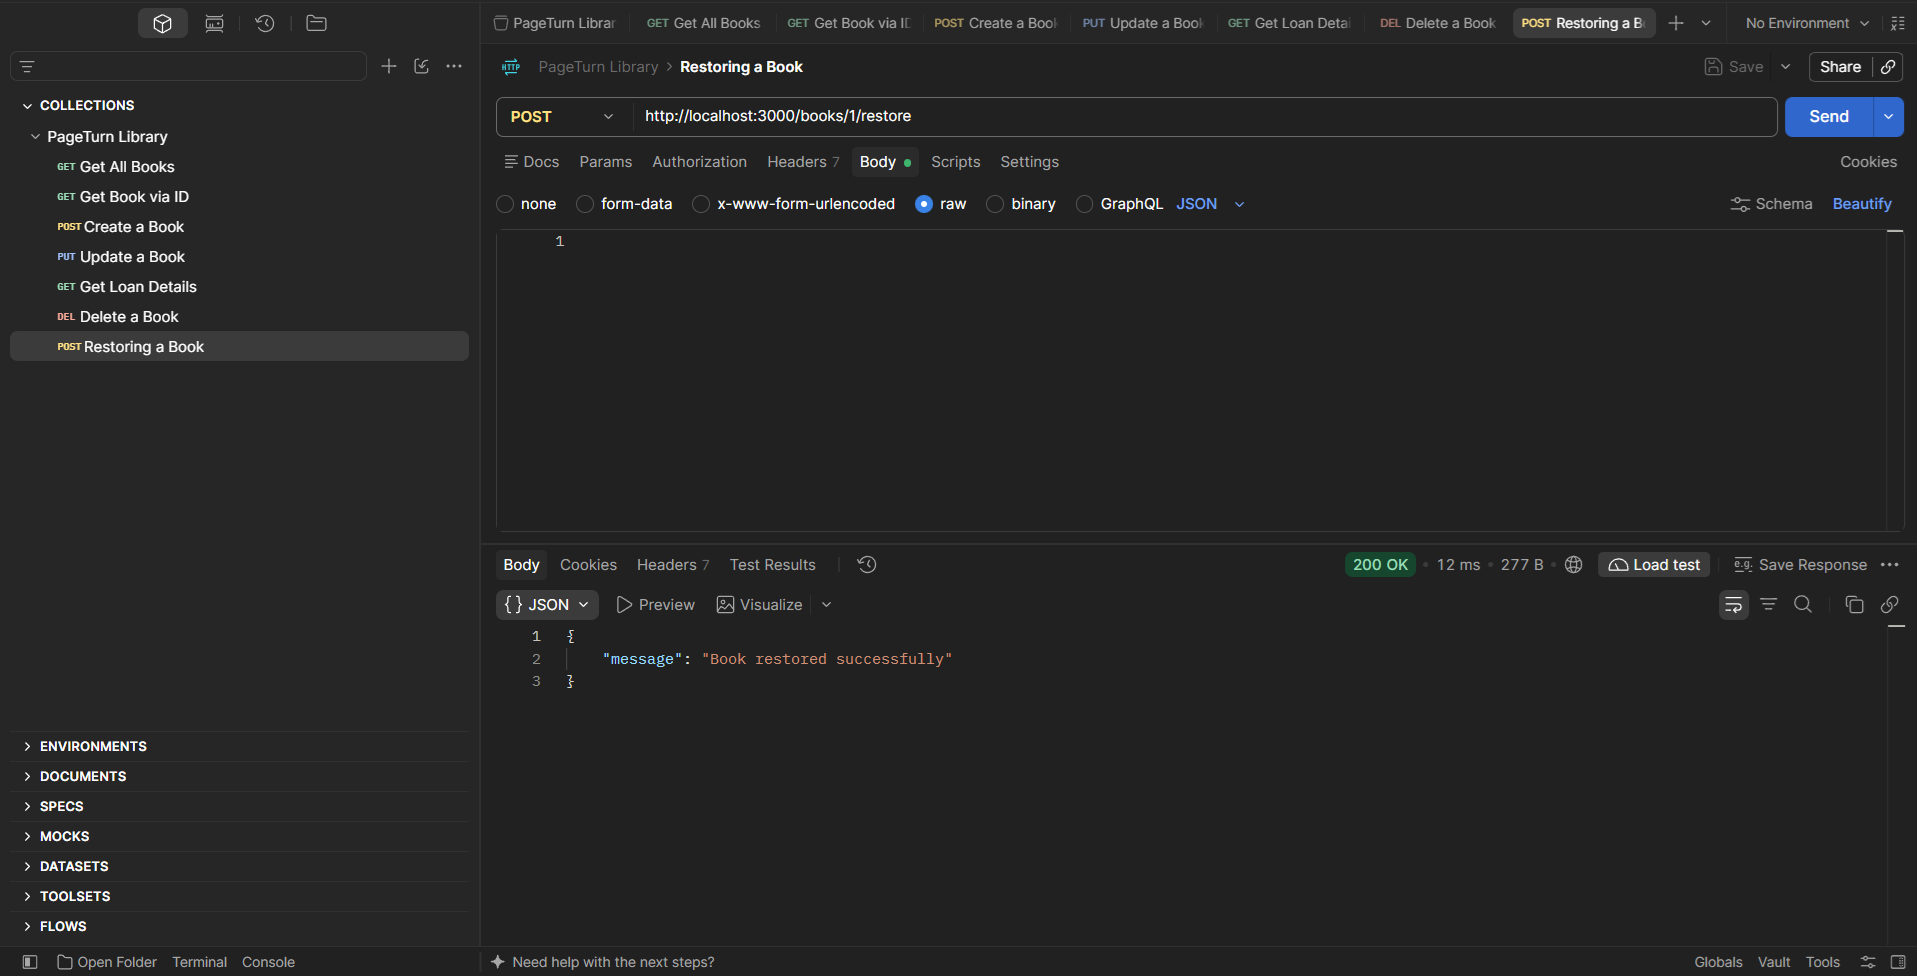 PageTurn Librar
GET Get All Books
GET Get Book via ID
POST Create a Book
PUT Update a Book
GET Get Loan Detai
DEL Delete a Book
POST Restoring a B
No Environment
PageTurn Library > Restoring a Book
Save
Share
COLLECTIONS
PageTurn Library
GET Get All Books
GET Get Book via ID
POST Create a Book
PUT Update a Book
GET Get Loan Details
DEL Delete a Book
POST Restoring a Book
ENVIRONMENTS
DOCUMENTS
SPECS
MOCKS
DATASETS
TOOLSETS
FLOWS
HTTP
POST
http://localhost:3000/books/1/restore
Send
Docs Params Authorization Headers 7 Body Scripts Settings
Cookies
none form-data x-www-form-urlencoded raw binary GraphQL JSON
Schema Beautify
1
Body Cookies Headers 7 Test Results
200 OK • 12 ms • 277 B
Load test
e.g. Save Response
{} JSON Preview Visualize
1 {
2 "message": "Book restored successfully"
3 }
Open Folder Terminal Console
Need help with the next steps?
Globals Vault Tools